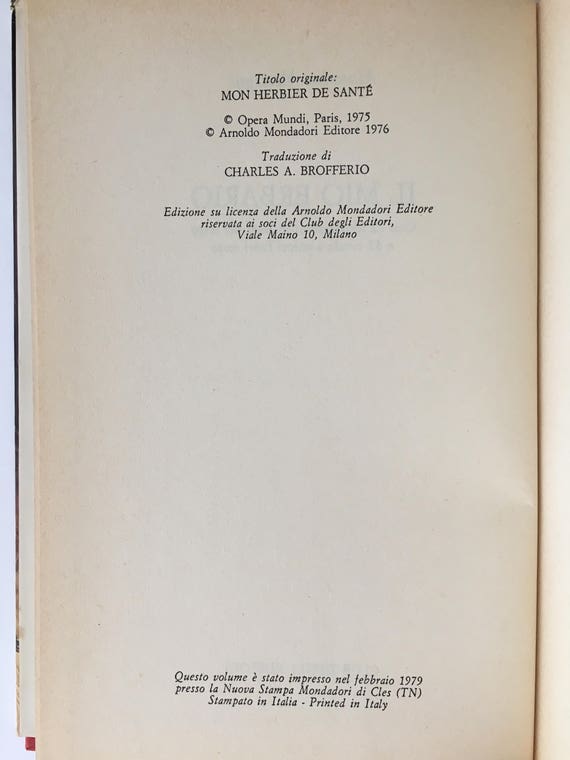 Titolo originale:
MON HERBIER DE SANTÉ
© Opera Mundi, Paris, 1975
© Arnoldo Mondadori Editore 1976
Traduzione di
CHARLES A. BROFFERIO
Edizione su licenza della Arnoldo Mondadori Editore
riservata ai soci del Club degli Editori,
Viale Maino 10, Milano
Questo volume è stato impresso nel febbraio 1979
presso la Nuova Stampa Mondadori di Cles (TN)
Stampato in Italia - Printed in Italy